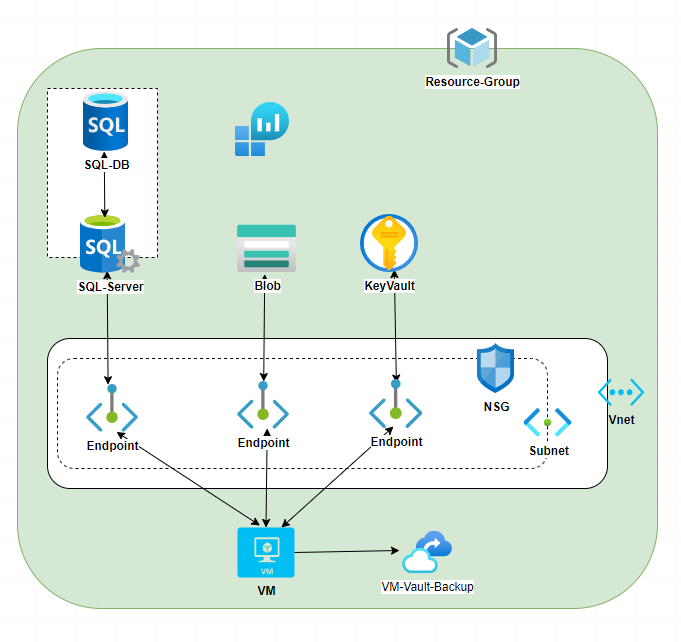 Resource-Group
SQL
SQL-DB
SQL
SQL-Server
Blob
KeyVault
NSG
Vnet
Endpoint
Endpoint
Endpoint
Subnet
VM
VM
VM-Vault-Backup